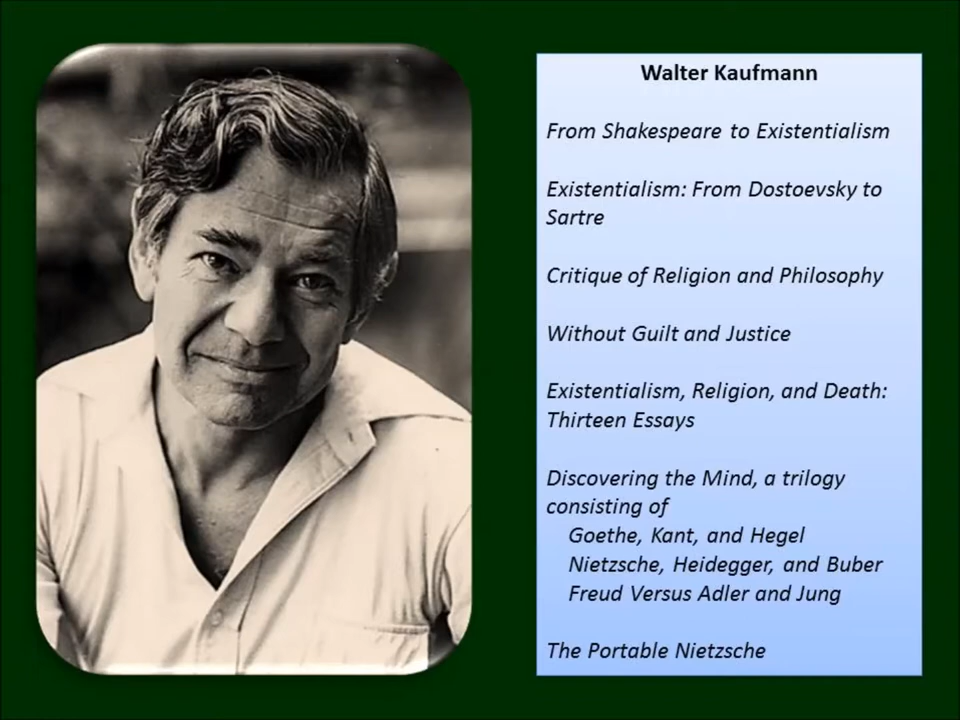 Walter Kaufmann
From Shakespeare to Existentialism
Existentialism: From Dostoevsky to
Sartre
Critique of Religion and Philosophy
Without Guilt and Justice
Existentialism, Religion, and Death:
Thirteen Essays
Discovering the Mind, a trilogy
consisting of
Goethe, Kant, and Hegel
Nietzsche, Heidegger, and Buber
Freud Versus Adler and Jung
The Portable Nietzsche